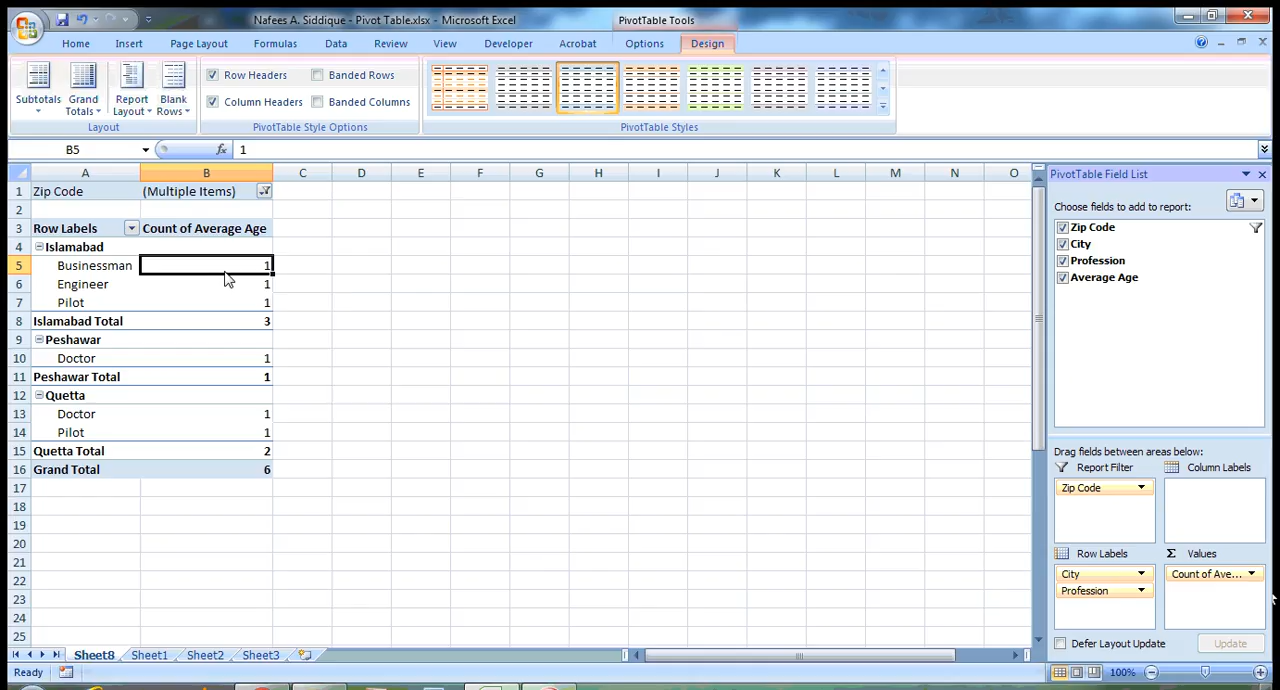 Nafees A. Siddique - Pivot Table.xlsx - Microsoft Excel
PivotTable Tools
Home Insert Page Layout Formulas Data Review View Developer Acrobat Options Design
Subtotals
Grand Totals
Report Layout
Blank Rows
Layout
Row Headers
Banded Rows
Column Headers
Banded Columns
PivotTable Style Options
PivotTable Styles
B5 fx 1
A B C D E F G H I J K L M N O
1 Zip Code (Multiple Items)
2
3 Row Labels Count of Average Age
4 Islamabad
5 Businessman 1
6 Engineer 1
7 Pilot 1
8 Islamabad Total 3
9 Peshawar
10 Doctor 1
11 Peshawar Total 1
12 Quetta
13 Doctor 1
14 Pilot 1
15 Quetta Total 2
16 Grand Total 6
17
18
19
20
21
22
23
24
25
PivotTable Field List
Choose fields to add to report:
Zip Code
City
Profession
Average Age
Drag fields between areas below:
Report Filter
Column Labels
Zip Code
Row Labels
Σ Values
City
Profession
Count of Ave...
Defer Layout Update
Update
Sheet8 Sheet1 Sheet2 Sheet3
Ready
100%